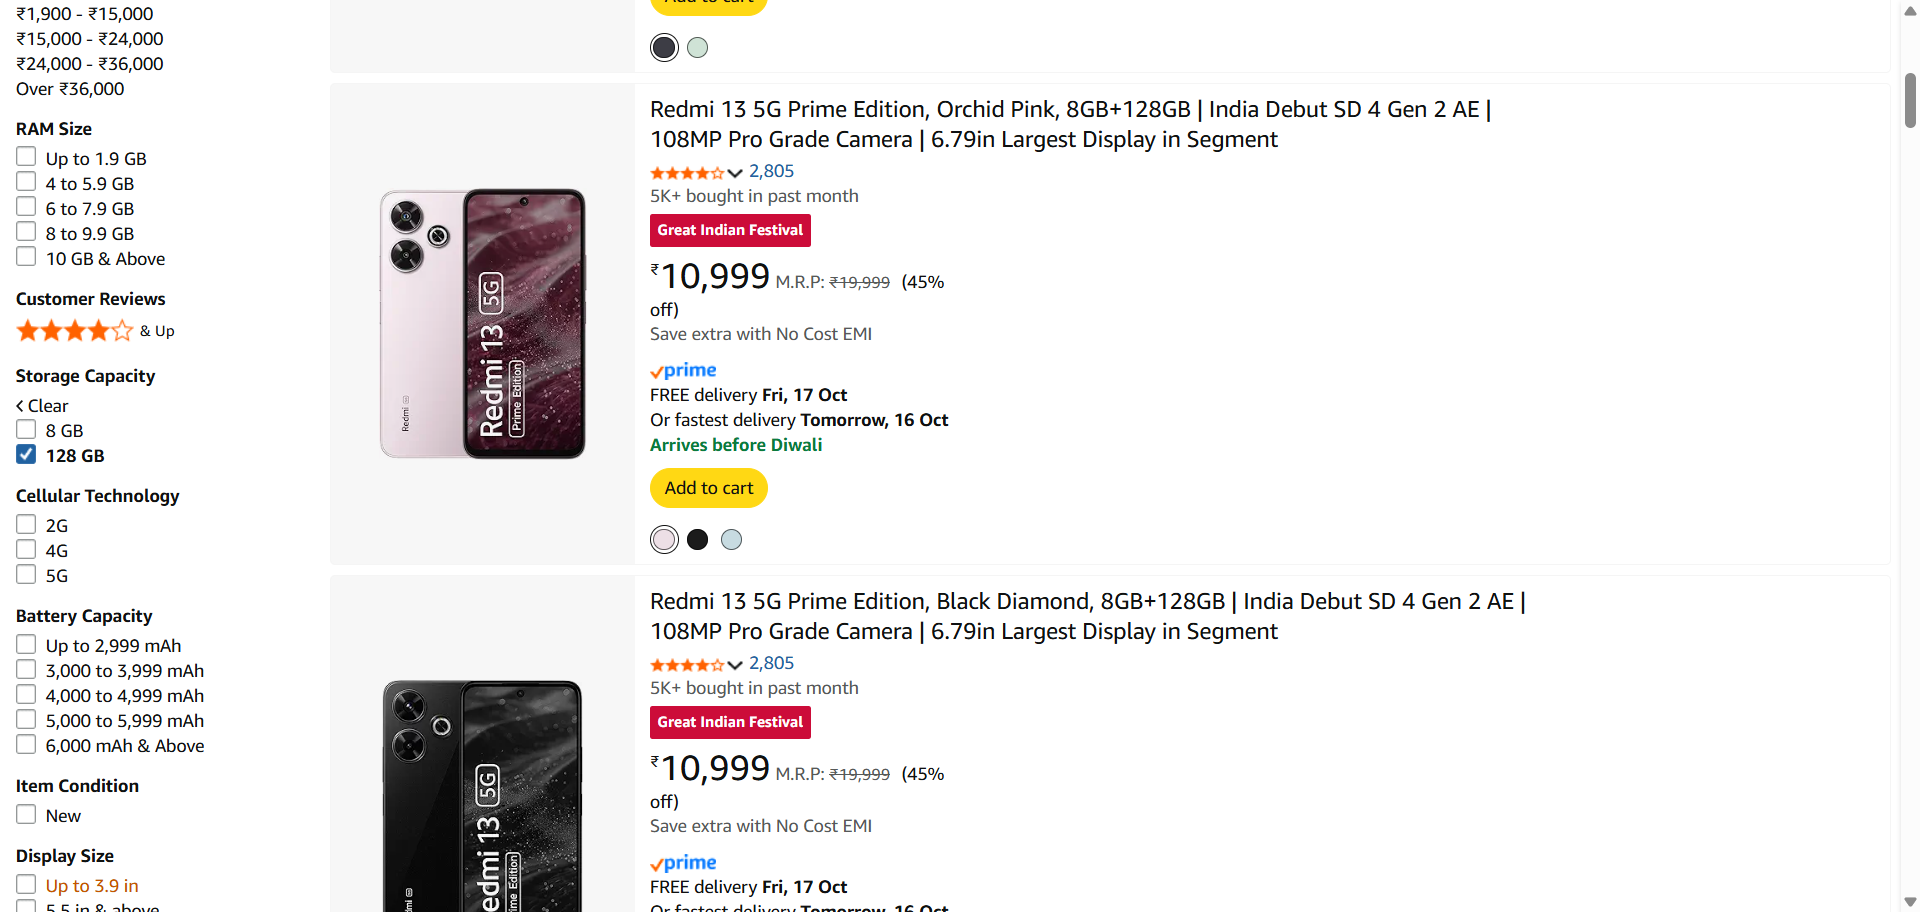 ₹1,900 - ₹15,000
₹15,000 - ₹24,000
₹24,000 - ₹36,000
Over ₹36,000
RAM Size
Up to 1.9 GB
4 to 5.9 GB
6 to 7.9 GB
8 to 9.9 GB
10 GB & Above
Customer Reviews
& Up
Storage Capacity
Clear
8 GB
128 GB
Cellular Technology
2G
4G
5G
Battery Capacity
Up to 2,999 mAh
3,000 to 3,999 mAh
4,000 to 4,999 mAh
5,000 to 5,999 mAh
6,000 mAh & Above
Item Condition
New
Display Size
Up to 3.9 in
5.5 in & above
Add to cart
Redmi 13 5G Prime Edition, Orchid Pink, 8GB+128GB | India Debut SD 4 Gen 2 AE |
108MP Pro Grade Camera | 6.79in Largest Display in Segment
2,805
5K+ bought in past month
Great Indian Festival
₹10,999 M.R.P: ₹19,999 (45%
off)
Save extra with No Cost EMI
prime
FREE delivery Fri, 17 Oct
Or fastest delivery Tomorrow, 16 Oct
Arrives before Diwali
Add to cart
Redmi 13 5G
Prime Edition
Redmi
Redmi 13 5G Prime Edition, Black Diamond, 8GB+128GB | India Debut SD 4 Gen 2 AE |
108MP Pro Grade Camera | 6.79in Largest Display in Segment
2,805
5K+ bought in past month
Great Indian Festival
₹10,999 M.R.P: ₹19,999 (45%
off)
Save extra with No Cost EMI
prime
FREE delivery Fri, 17 Oct
Or fastest delivery Tomorrow, 16 Oct
edmi 13 5G
ime Edition